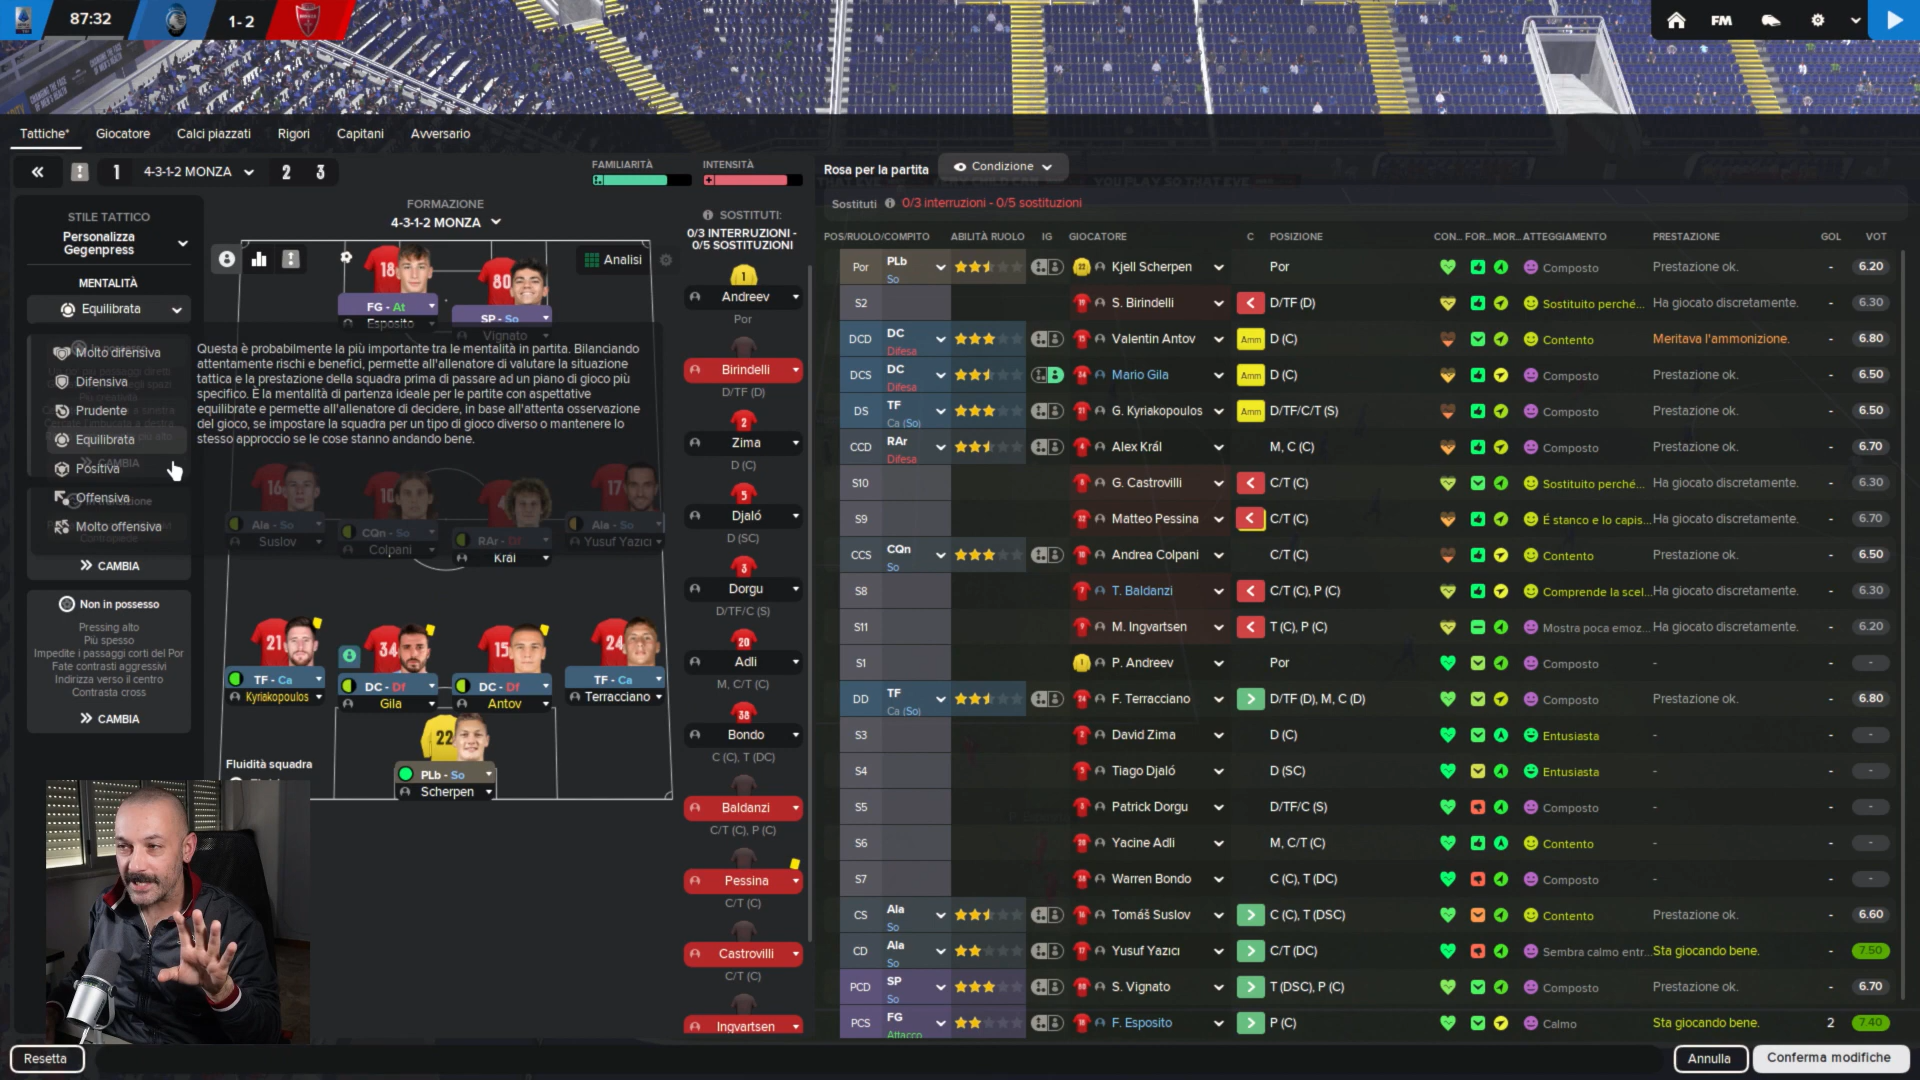 87:32
1 - 2
FM
Tattiche*
Giocatore
Calci piazzati
Rigori
Capitani
Avversario
1
4-3-1-2 MONZA
2
3
FAMILIARITÀ
INTENSITÀ
STILE TATTICO
Personalizza
Gegenpress
MENTALITÀ
Equilibrata
Molto difensiva
Difensiva
Prudente
Equilibrata
CAMBIA
Positiva
Offensiva
Molto offensiva
Contropiede
CAMBIA
Non in possesso
Pressing alto
Più spesso
Impedite i passaggi corti del Por
Fate contrasti aggressivi
Indirizza verso il centro
Contrasta cross
CAMBIA
FORMAZIONE
4-3-1-2 MONZA
Analisi
18
FG - At
Esposito
80
SP - So
Vignato
Questa è probabilmente la più importante tra le mentalità in partita. Bilanciando
attentamente rischi e benefici, permette all'allenatore di valutare la situazione
tattica e la prestazione della squadra prima di passare ad un piano di gioco più
specifico. È la mentalità di partenza ideale per le partite con aspettative
equilibrate e permette all'allenatore di decidere, in base all'attenta osservazione
del gioco, se impostare la squadra per un tipo di gioco diverso o mantenere lo
stesso approccio se le cose stanno andando bene.
16
Ala - So
Suslov
10
CQn - So
Colpani
RAr - Df
Král
17
Ala - So
Yusuf Yazıcı
21
TF - Ca
Kyriakopoulos
34
DC - Df
Gila
15
DC - Df
Antov
24
TF - Ca
Terracciano
22
PLb - So
Scherpen
Fluidità squadra
SOSTITUTI:
0/3 INTERRUZIONI -
0/5 SOSTITUZIONI
1
Andreev
Por
Birindelli
D/TF (D)
2
Zima
D (C)
5
Djaló
D (SC)
3
Dorgu
D/TF/C (S)
20
Adli
M, C/T (C)
38
Bondo
C (C), T (DC)
Baldanzi
C/T (C), P (C)
Pessina
C/T (C)
Castrovilli
C/T (C)
Ingvartsen
Rosa per la partita
Condizione
Sostituti 0/3 interruzioni - 0/5 sostituzioni
POS/RUOLO/COMPITO ABILITÀ RUOLO IG GIOCATORE C POSIZIONE CON... FOR... MOR... ATTEGGIAMENTO PRESTAZIONE GOL VOT
Por PLb So Kjell Scherpen Por Composto Prestazione ok. - 6.20
S2 S. Birindelli D/TF (D) Sostituito perché... Ha giocato discretamente. - 6.30
DCD DC Difesa Valentin Antov Amm D (C) Contento Meritava l'ammonizione. - 6.80
DCS DC Difesa Mario Gila Amm D (C) Composto Prestazione ok. - 6.50
DS TF Ca (So) G. Kyriakopoulos Amm D/TF/C/T (S) Composto Prestazione ok. - 6.50
CCD RAr Difesa Alex Král M, C (C) Composto Prestazione ok. - 6.70
S10 G. Castrovilli C/T (C) Sostituito perché... Ha giocato discretamente. - 6.30
S9 Matteo Pessina C/T (C) É stanco e lo capis... Ha giocato discretamente. - 6.70
CCS CQn So Andrea Colpani C/T (C) Contento Prestazione ok. - 6.50
S8 T. Baldanzi C/T (C), P (C) Comprende la scel... Ha giocato discretamente. - 6.30
S11 M. Ingvartsen T (C), P (C) Mostra poca emoz... Ha giocato discretamente. - 6.20
S1 P. Andreev Por Composto - - -
DD TF Ca (So) F. Terracciano D/TF (D), M, C (D) Composto Prestazione ok. - 6.80
S3 David Zima D (C) Entusiasta - - -
S4 Tiago Djaló D (SC) Entusiasta - - -
S5 Patrick Dorgu D/TF/C (S) Composto - - -
S6 Yacine Adli M, C/T (C) Contento - - -
S7 Warren Bondo C (C), T (DC) Composto - - -
CS Ala So Tomáš Suslov C (C), T (DSC) Contento Prestazione ok. - 6.60
CD Ala So Yusuf Yazıcı C/T (DC) Sembra calmo entr... Sta giocando bene. - 7.50
PCD SP So S. Vignato T (DSC), P (C) Composto Prestazione ok. - 6.70
PCS FG Attacco F. Esposito P (C) Calmo Sta giocando bene. 2 7.40
Resetta
Annulla
Conferma modifiche